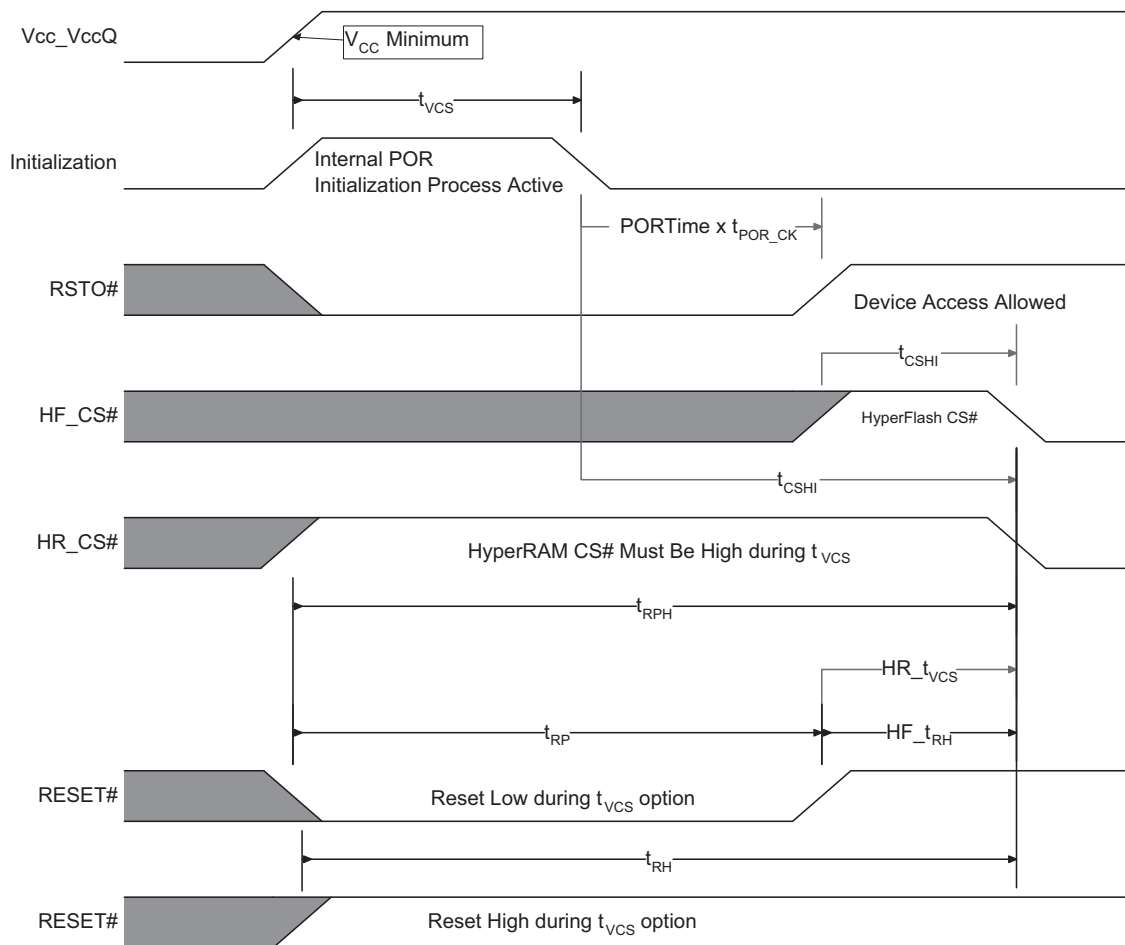 Vcc_VccQ
VCC Minimum
tVCS
Initialization
Internal POR
Initialization Process Active
PORTime x tPOR_CK
RSTO#
Device Access Allowed
tCSHI
HF_CS#
HyperFlash CS#
tCSHI
HR_CS#
HyperRAM CS# Must Be High during tVCS
tRPH
HR_tVCS
tRP
HF_tRH
RESET#
Reset Low during tVCS option
tRH
RESET#
Reset High during tVCS option